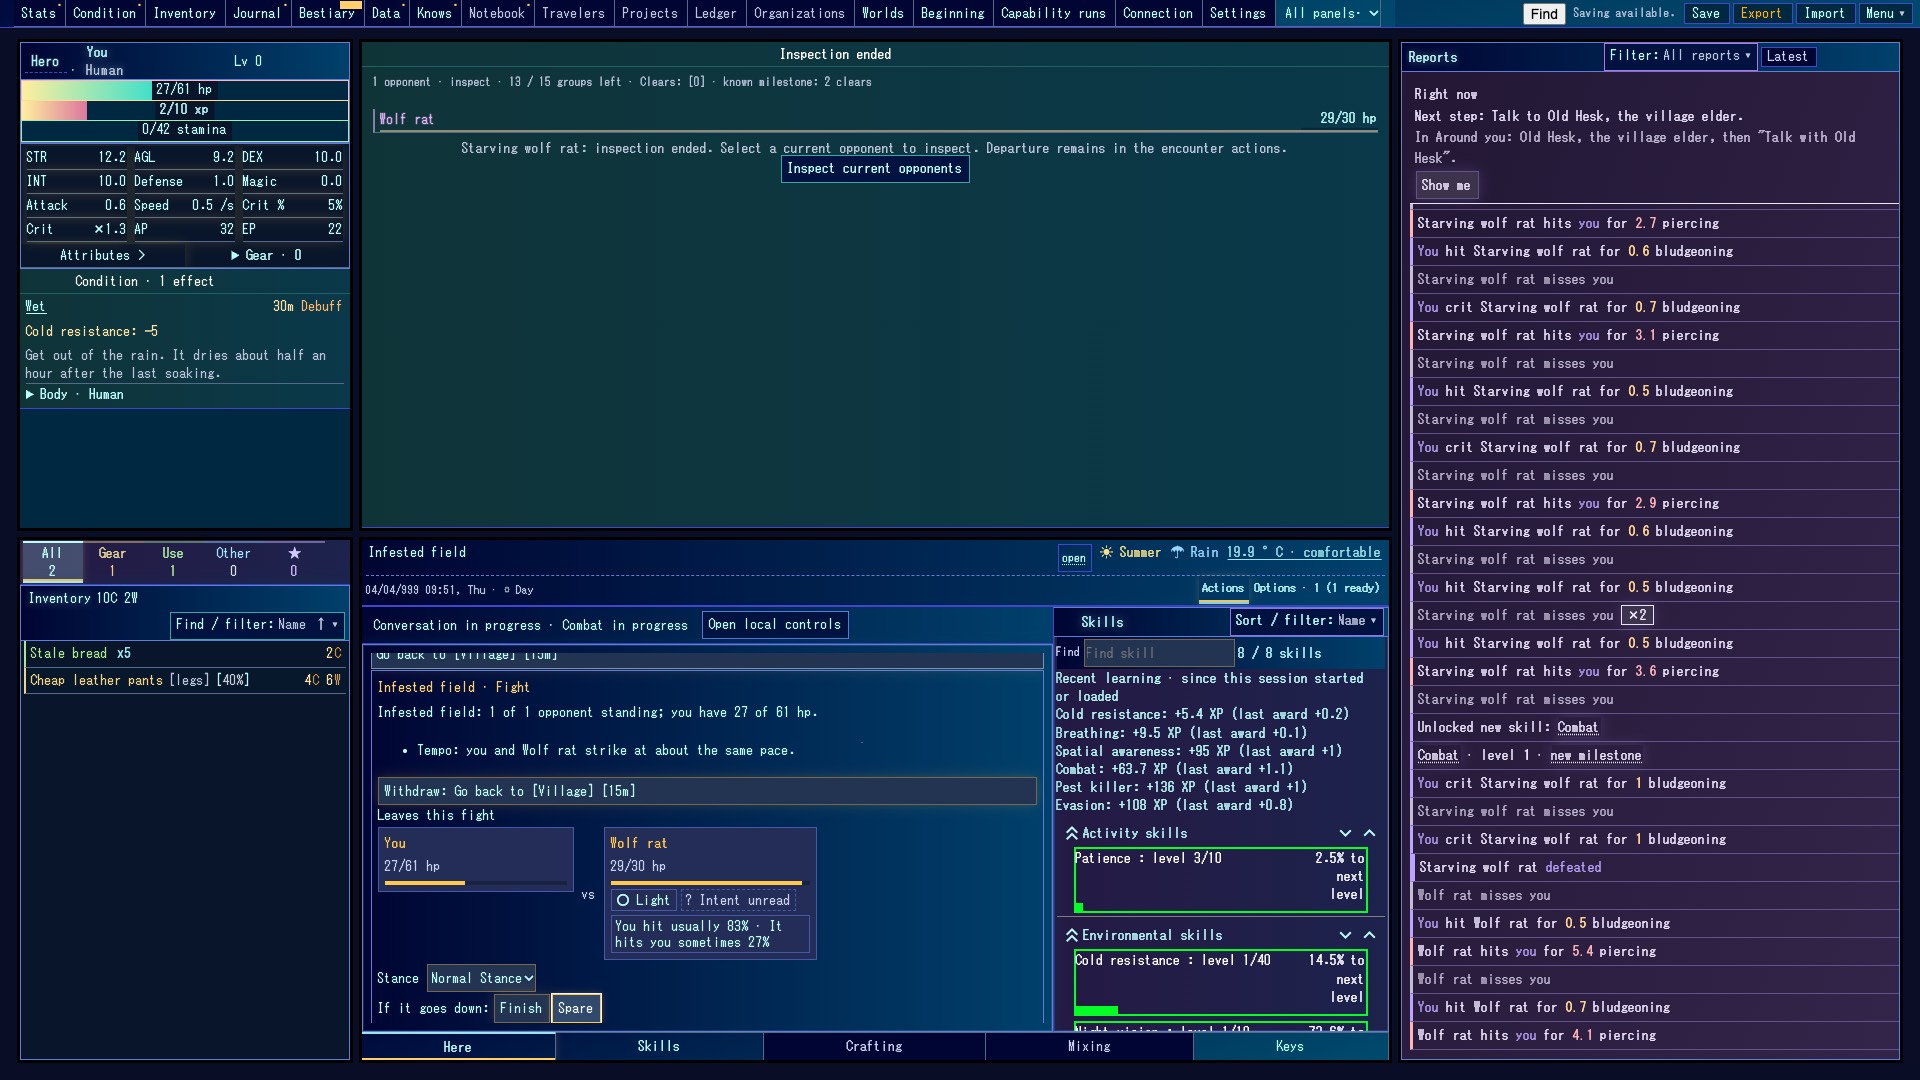 Stats Condition Inventory Journal Bestiary Data Knows Notebook Travelers Projects Ledger Organizations Worlds Beginning Capability runs Connection Settings All panels· Find Saving available. Save Export Import Menu ▾
Hero · You Human Lv 0
27/61 hp
2/10 xp
0/42 stamina
STR 12.2 AGL 9.2 DEX 10.0
INT 10.0 Defense 1.0 Magic 0.0
Attack 0.6 Speed 0.5 /s Crit % 5%
Crit ×1.3 AP 32 EP 22
Attributes > ▶ Gear · 0
Condition · 1 effect
Wet 30m Debuff
Cold resistance: −5
Get out of the rain. It dries about half an
hour after the last soaking.
▶ Body · Human
All Gear Use Other ★
2 1 1 0 0
Inventory 10C 2W
Find / filter: Name ↑ ▾
Stale bread x5 2C
Cheap leather pants [legs] [40%] 4C 6W
Inspection ended
1 opponent · inspect · 13 / 15 groups left · Clears: [0] · known milestone: 2 clears
Wolf rat 29/30 hp
Starving wolf rat: inspection ended. Select a current opponent to inspect. Departure remains in the encounter actions.
Inspect current opponents
Infested field open ☀ Summer ☂ Rain 19.9 ° C · comfortable
04/04/999 09:51, Thu · ¤ Day Actions Options · 1 (1 ready)
Conversation in progress · Combat in progress Open local controls
Go back to [Village] [15m]
Infested field · Fight
Infested field: 1 of 1 opponent standing; you have 27 of 61 hp.
• Tempo: you and Wolf rat strike at about the same pace.
Withdraw: Go back to [Village] [15m]
Leaves this fight
You
27/61 hp
vs
Wolf rat
29/30 hp
Light ? Intent unread
You hit usually 83% · It
hits you sometimes 27%
Stance Normal Stance
If it goes down: Finish Spare
Skills Sort / filter: Name ▾
Find Find skill 8 / 8 skills
Recent learning · since this session started
or loaded
Cold resistance: +5.4 XP (last award +0.2)
Breathing: +9.5 XP (last award +0.1)
Spatial awareness: +95 XP (last award +1)
Combat: +63.7 XP (last award +1.1)
Pest killer: +136 XP (last award +1)
Evasion: +108 XP (last award +0.8)
Activity skills
Patience : level 3/10 2.5% to
next
level
Environmental skills
Cold resistance : level 1/40 14.5% to
next
level
Night vision : level 1/10 72.6% to
Here Skills Crafting Mixing Keys
Reports Filter: All reports ▾ Latest
Right now
Next step: Talk to Old Hesk, the village elder.
In Around you: Old Hesk, the village elder, then "Talk with Old
Hesk".
Show me
Starving wolf rat hits you for 2.7 piercing
You hit Starving wolf rat for 0.6 bludgeoning
Starving wolf rat misses you
You crit Starving wolf rat for 0.7 bludgeoning
Starving wolf rat hits you for 3.1 piercing
Starving wolf rat misses you
You hit Starving wolf rat for 0.5 bludgeoning
Starving wolf rat misses you
You crit Starving wolf rat for 0.7 bludgeoning
Starving wolf rat misses you
Starving wolf rat hits you for 2.9 piercing
You hit Starving wolf rat for 0.6 bludgeoning
Starving wolf rat misses you
You hit Starving wolf rat for 0.5 bludgeoning
Starving wolf rat misses you ×2
You hit Starving wolf rat for 0.5 bludgeoning
Starving wolf rat hits you for 3.6 piercing
Starving wolf rat misses you
Unlocked new skill: Combat
Combat · level 1 · new milestone
You crit Starving wolf rat for 1 bludgeoning
Starving wolf rat misses you
You crit Starving wolf rat for 1 bludgeoning
Starving wolf rat defeated
Wolf rat misses you
You hit Wolf rat for 0.5 bludgeoning
Wolf rat hits you for 5.4 piercing
Wolf rat misses you
You hit Wolf rat for 0.7 bludgeoning
Wolf rat hits you for 4.1 piercing